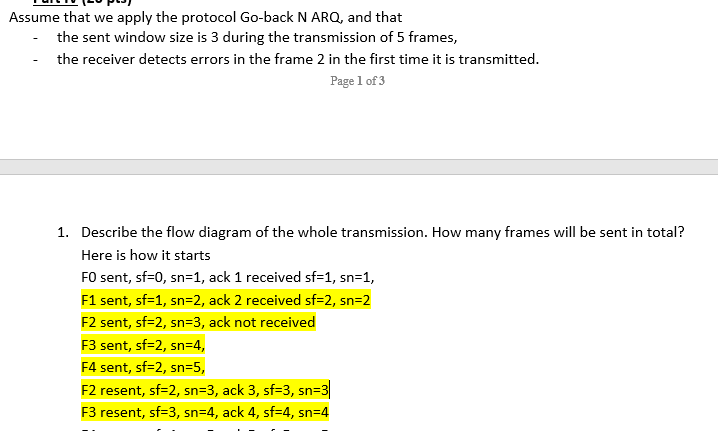 Assume that we apply the protocol Go-back N ARQ, and that
- the sent window size is 3 during the transmission of 5 frames,
- the receiver detects errors in the frame 2 in the first time it is transmitted.
Page 1 of 3
1. Describe the flow diagram of the whole transmission. How many frames will be sent in total?
Here is how it starts
F0 sent, sf=0, sn=1, ack 1 received sf=1, sn=1,
F1 sent, sf=1, sn=2, ack 2 received sf=2, sn=2
F2 sent, sf=2, sn=3, ack not received
F3 sent, sf=2, sn=4,
F4 sent, sf=2, sn=5,
F2 resent, sf=2, sn=3, ack 3, sf=3, sn=3
F3 resent, sf=3, sn=4, ack 4, sf=4, sn=4